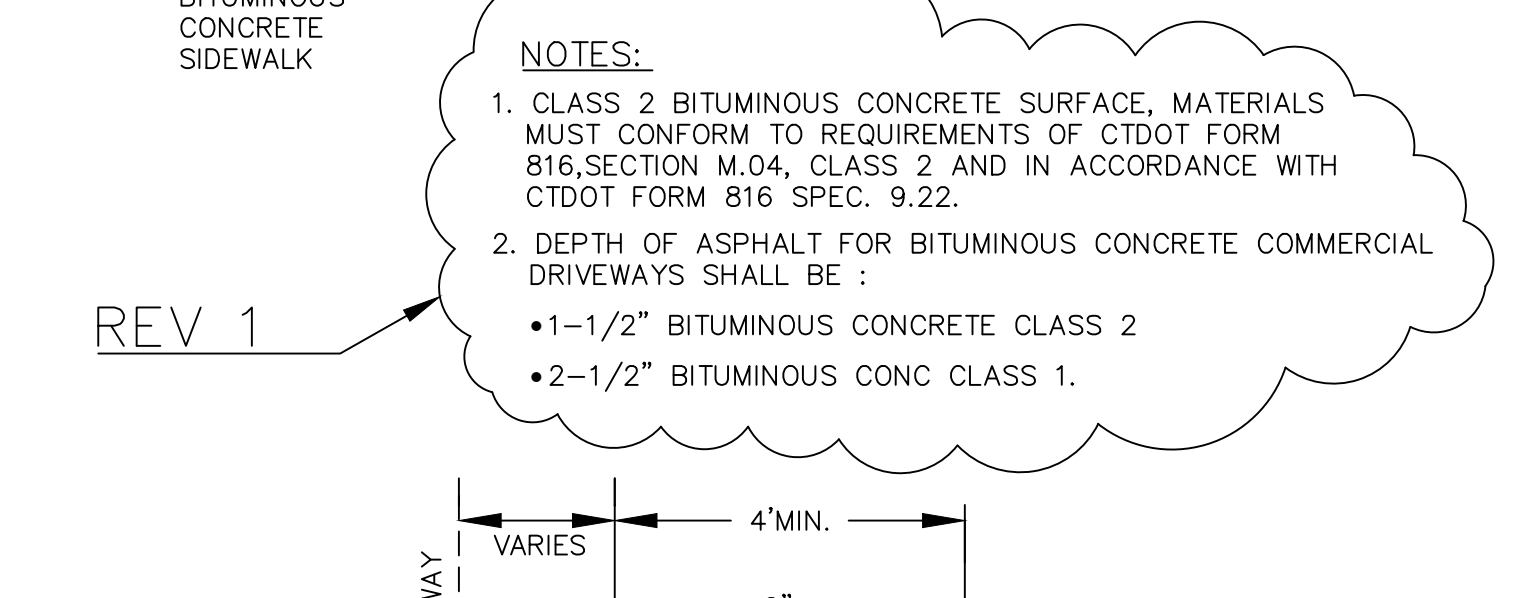 BITUMINOUS
CONCRETE
SIDEWALK
NOTES:
1. CLASS 2 BITUMINOUS CONCRETE SURFACE, MATERIALS
MUST CONFORM TO REQUIREMENTS OF CTDOT FORM
816,SECTION M.04, CLASS 2 AND IN ACCORDANCE WITH
CTDOT FORM 816 SPEC. 9.22.
2. DEPTH OF ASPHALT FOR BITUMINOUS CONCRETE COMMERCIAL
DRIVEWAYS SHALL BE :
•1-1/2" BITUMINOUS CONCRETE CLASS 2
•2-1/2" BITUMINOUS CONC CLASS 1.
REV 1
4'MIN.
VARIES
WAY